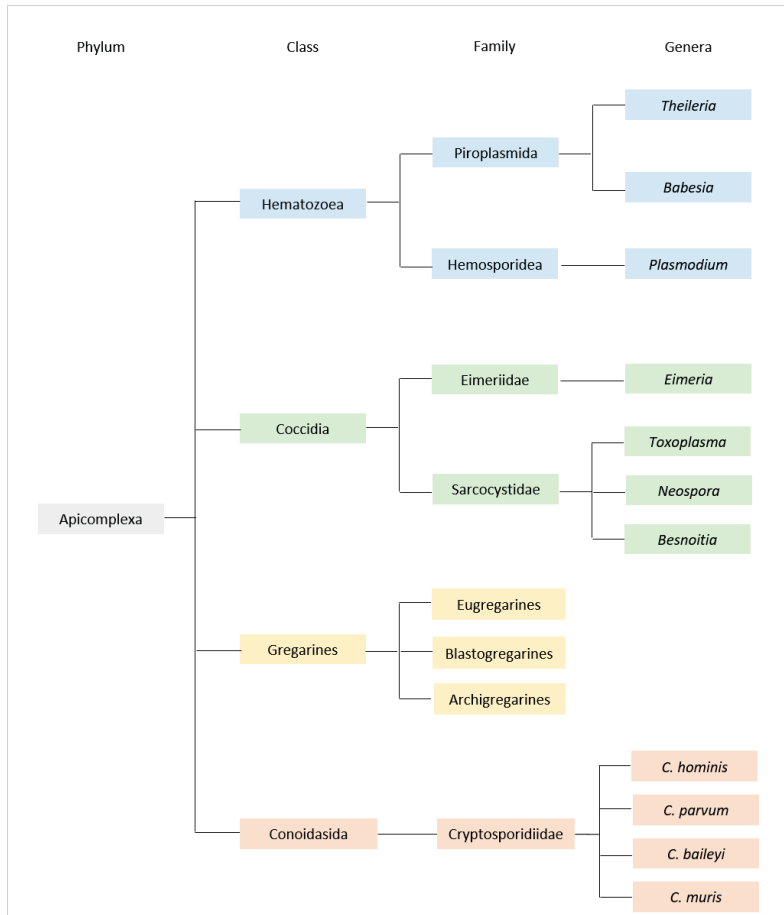 Phylum
Class
Family
Genera
Theileria
Piroplasmida
Babesia
Hematozoea
Hemosporidea
Plasmodium
Eimeriidae
Eimeria
Coccidia
Toxoplasma
Sarcocystidae
Neospora
Besnoitia
Apicomplexa
Eugregarines
Gregarines
Blastogregarines
Archigregarines
C. hominis
C. parvum
Conoidasida
Cryptosporidiidae
C. baileyi
C. muris